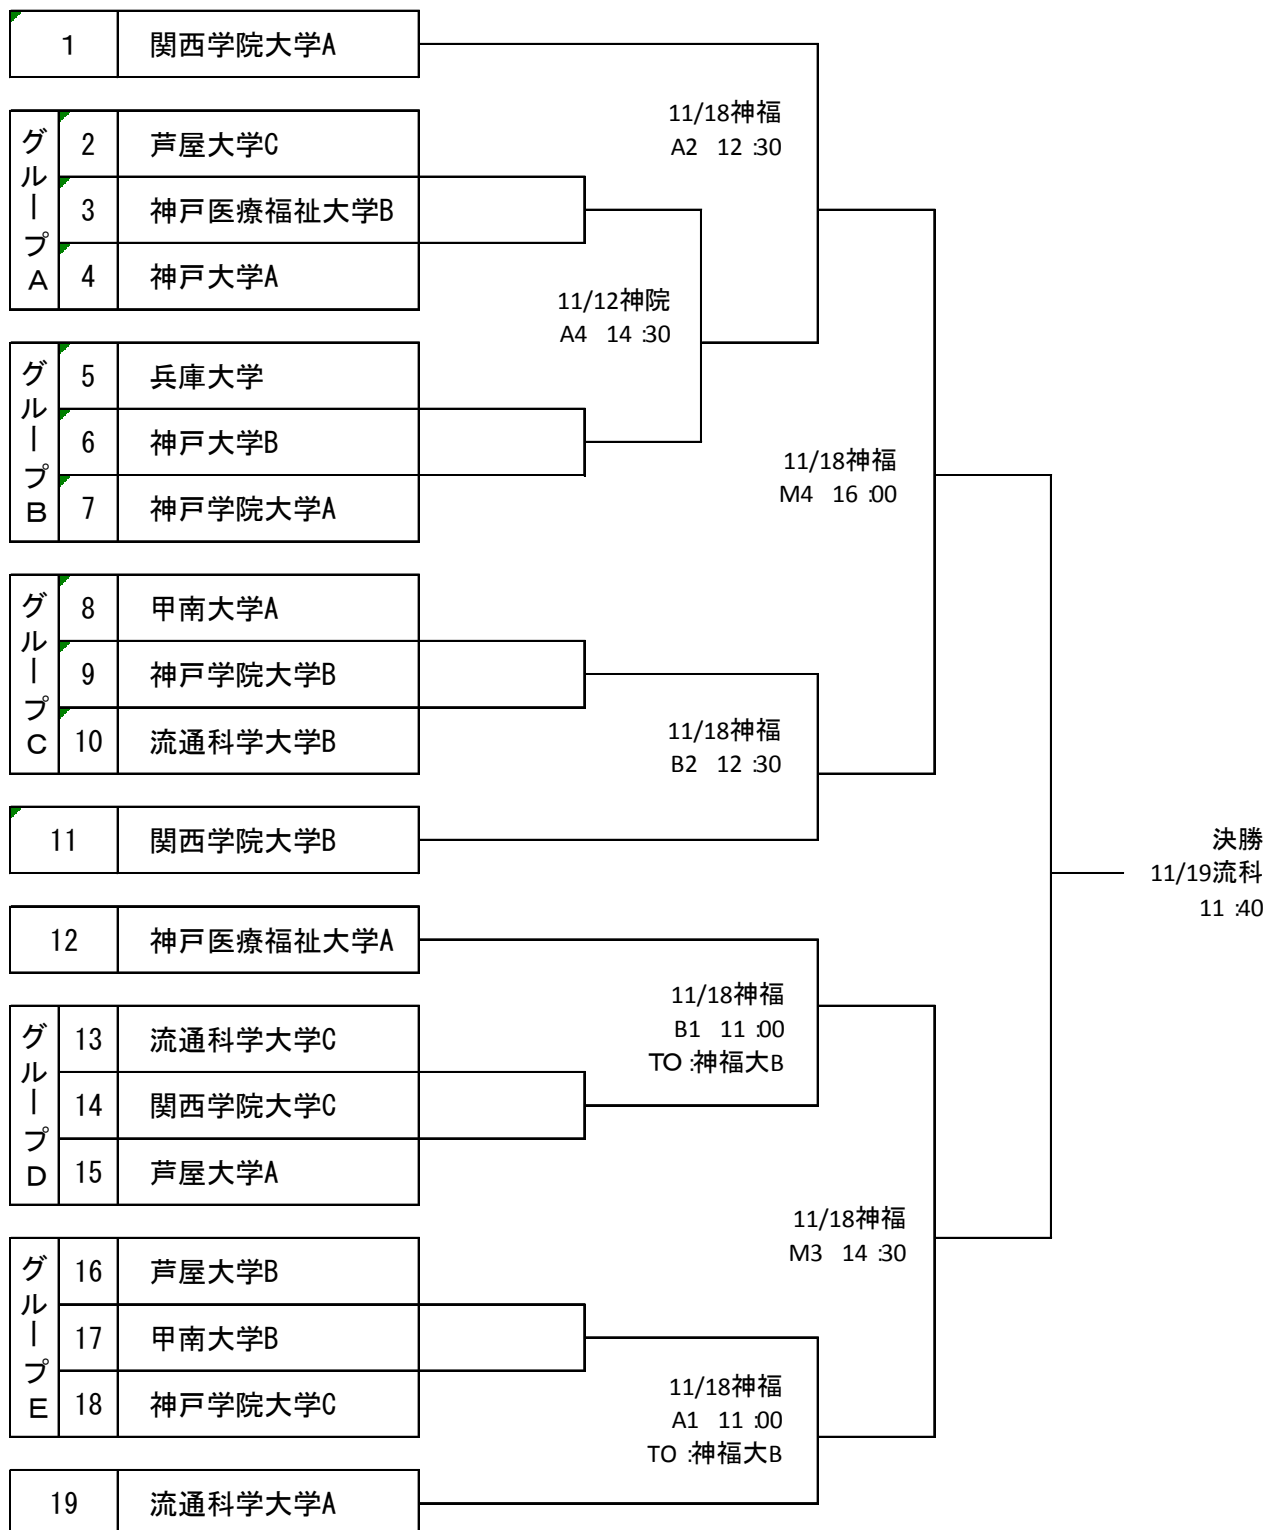 1 関西学院大学A
11/18神福
A2 12:30
グループA
2 芦屋大学C
3 神戸医療福祉大学B
4 神戸大学A
11/12神院
A4 14:30
グループB
5 兵庫大学
6 神戸大学B
7 神戸学院大学A
11/18神福
M4 16:00
グループC
8 甲南大学A
9 神戸学院大学B
10 流通科学大学B
11/18神福
B2 12:30
11 関西学院大学B
決勝
11/19流科
11:40
12 神戸医療福祉大学A
11/18神福
B1 11:00
TO:神福大B
グループD
13 流通科学大学C
14 関西学院大学C
15 芦屋大学A
11/18神福
M3 14:30
グループE
16 芦屋大学B
17 甲南大学B
18 神戸学院大学C
11/18神福
A1 11:00
TO:神福大B
19 流通科学大学A